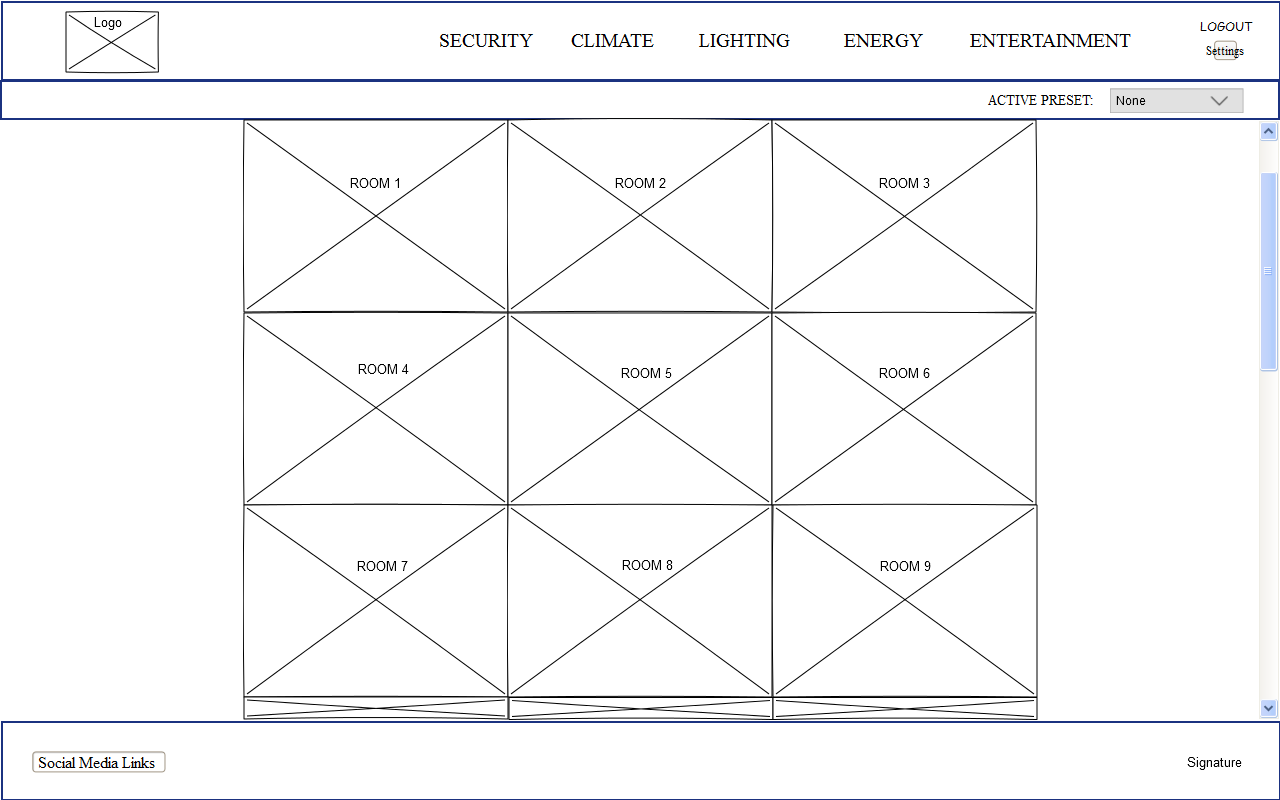 Logo
SECURITY CLIMATE LIGHTING ENERGY ENTERTAINMENT
LOGOUT
Settings
ACTIVE PRESET: None
ROOM 1 ROOM 2 ROOM 3
ROOM 4 ROOM 5 ROOM 6
ROOM 7 ROOM 8 ROOM 9
Social Media Links Signature